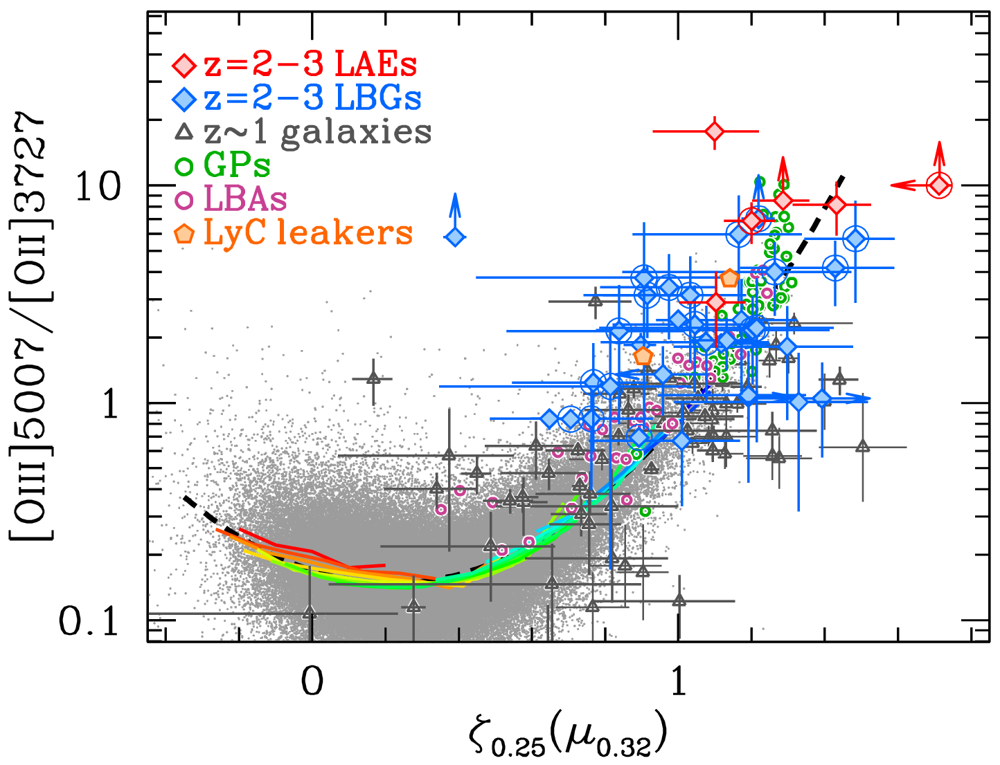 z=2−3 LAEs
z=2−3 LBGs
z~1 galaxies
GPs
LBAs
LyC leakers
[OIII]5007/[OII]3727
10
1
0.1
0
1
ζ0.25(μ0.32)